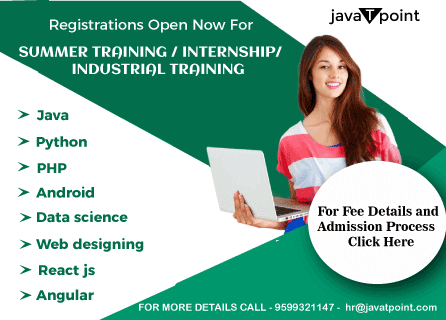 javaTpoint
Registrations Open Now For
SUMMER TRAINING / INTERNSHIP/
INDUSTRIAL TRAINING
➤ Java
➤ Python
➤ PHP
➤ Android
➤ Data science
➤ Web designing
➤ React js
➤ Angular
For Fee Details and
Admission Process
Click Here
FOR MORE DETAILS CALL - 9599321147 - hr@javatpoint.com